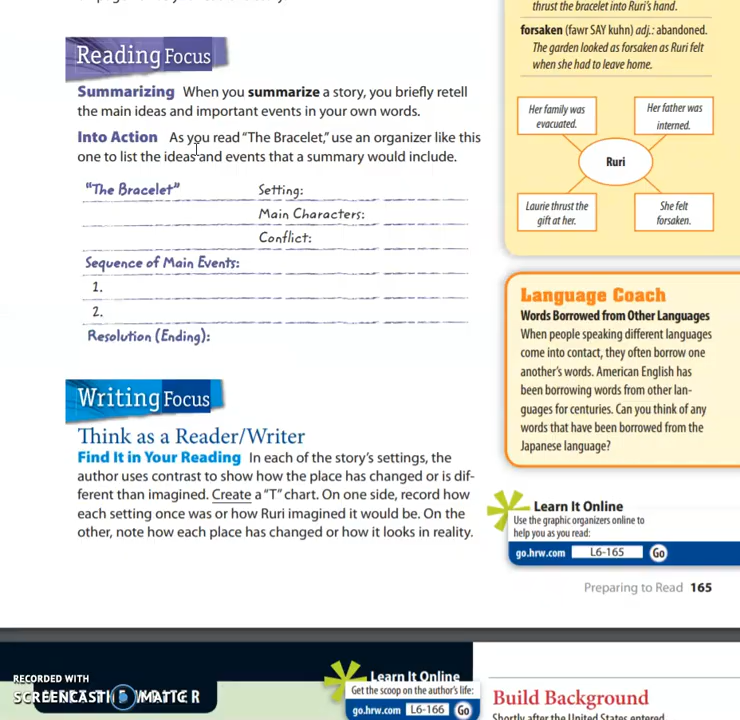 Reading Focus
Summarizing When you summarize a story, you briefly retell
the main ideas and important events in your own words.
Into Action As you read "The Bracelet," use an organizer like this
one to list the ideas and events that a summary would include.
"The Bracelet"
Setting:
Main Characters:
Conflict:
Sequence of Main Events:
1.
2.
Resolution (Ending):
Writing Focus
Think as a Reader/Writer
Find It in Your Reading In each of the story's settings, the
author uses contrast to show how the place has changed or is dif-
ferent than imagined. Create a "T" chart. On one side, record how
each setting once was or how Ruri imagined it would be. On the
other, note how each place has changed or how it looks in reality.
thrust the bracelet into Ruri's hand.
forsaken (fawr SAY kuhn) adj.: abandoned.
The garden looked as forsaken as Ruri felt
when she had to leave home.
Her family was
evacuated.
Her father was
interned.
Ruri
Laurie thrust the
gift at her.
She felt
forsaken.
Language Coach
Words Borrowed from Other Languages
When people speaking different languages
come into contact, they often borrow one
another's words. American English has
been borrowing words from other lan-
guages for centuries. Can you think of any
words that have been borrowed from the
Japanese language?
Learn It Online
Use the graphic organizers online to
help you as you read:
go.hrw.com L6-165 Go
Preparing to Read 165
RECORDED WITH
SCREENCAST-O-MATIC
Learn It Online
Get the scoop on the author's life:
go.hrw.com L6-166 Go
Build Background
Shortly after the United States entered